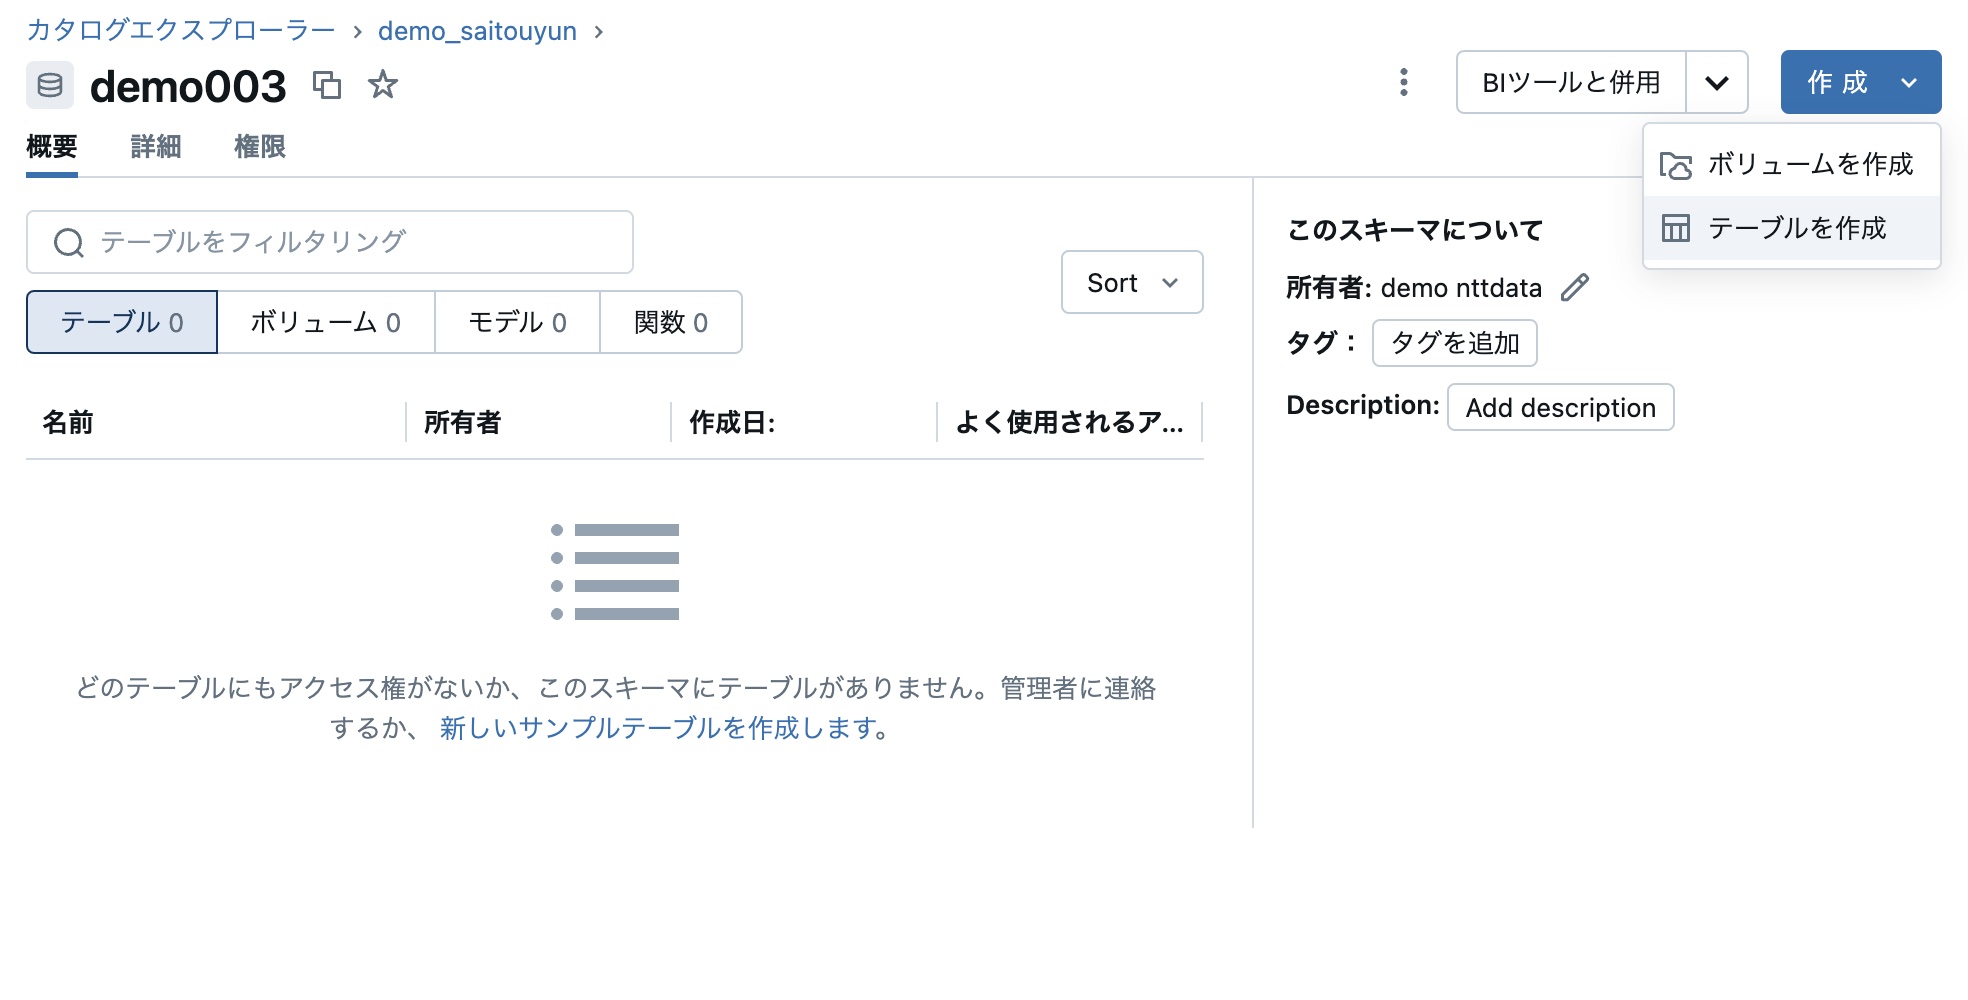 カタログエクスプローラー › demo_saitouyun ›
demo003
BIツールと併用
作成
概要 詳細 権限
ボリュームを作成
テーブルを作成
テーブルをフィルタリング
Sort
テーブル 0 ボリューム 0 モデル 0 関数 0
名前 所有者 作成日: よく使用されるア...
どのテーブルにもアクセス権がないか、このスキーマにテーブルがありません。管理者に連絡
するか、 新しいサンプルテーブルを作成します。
このスキーマについて
所有者: demo nttdata
タグ： タグを追加
Description: Add description